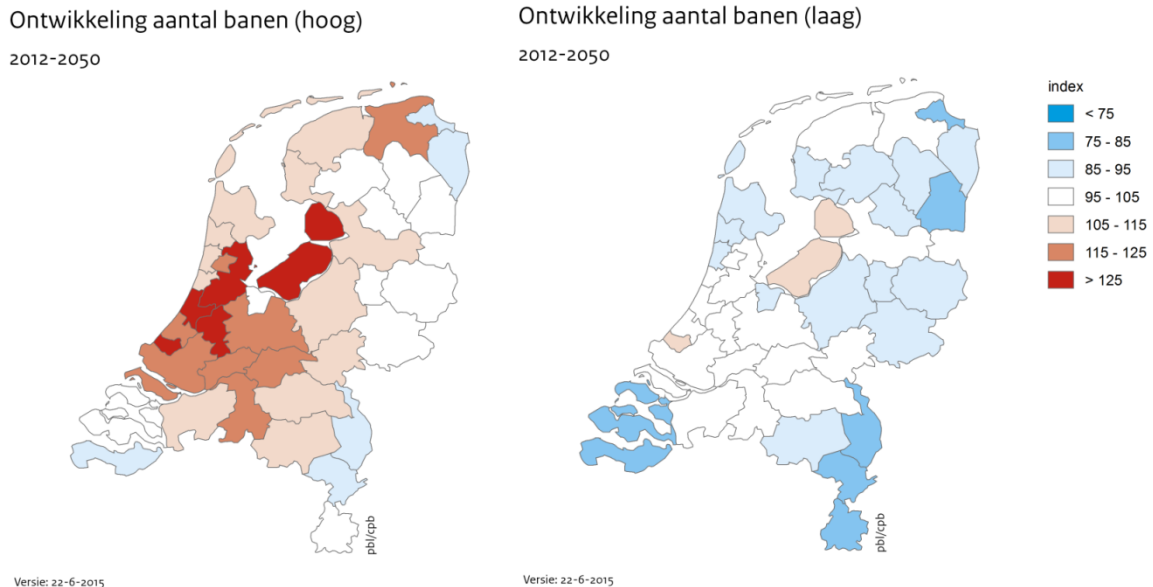 Ontwikkeling aantal banen (hoog)
2012-2050
pbl/cpb
Versie: 22-6-2015
Ontwikkeling aantal banen (laag)
2012-2050
pbl/cpb
Versie: 22-6-2015
index
< 75
75 - 85
85 - 95
95 - 105
105 - 115
115 - 125
> 125